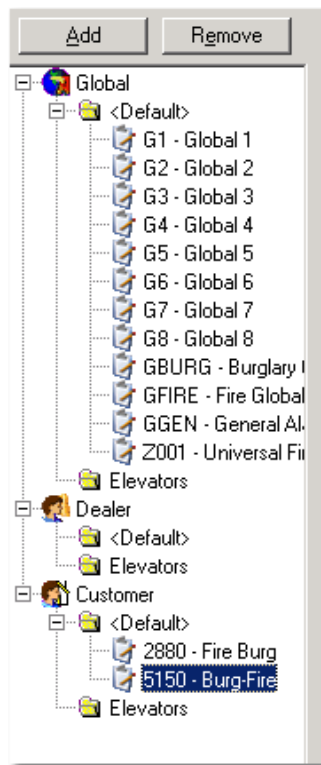 Add Remove
Global
<Default>
G1 - Global 1
G2 - Global 2
G3 - Global 3
G4 - Global 4
G5 - Global 5
G6 - Global 6
G7 - Global 7
G8 - Global 8
GBURG - Burglary
GFIRE - Fire Global
GGEN - General
Z001 - Universal
Elevators
Dealer
<Default>
Elevators
Customer
<Default>
2880 - Fire Burg
5150 - Burg-Fire
Elevators